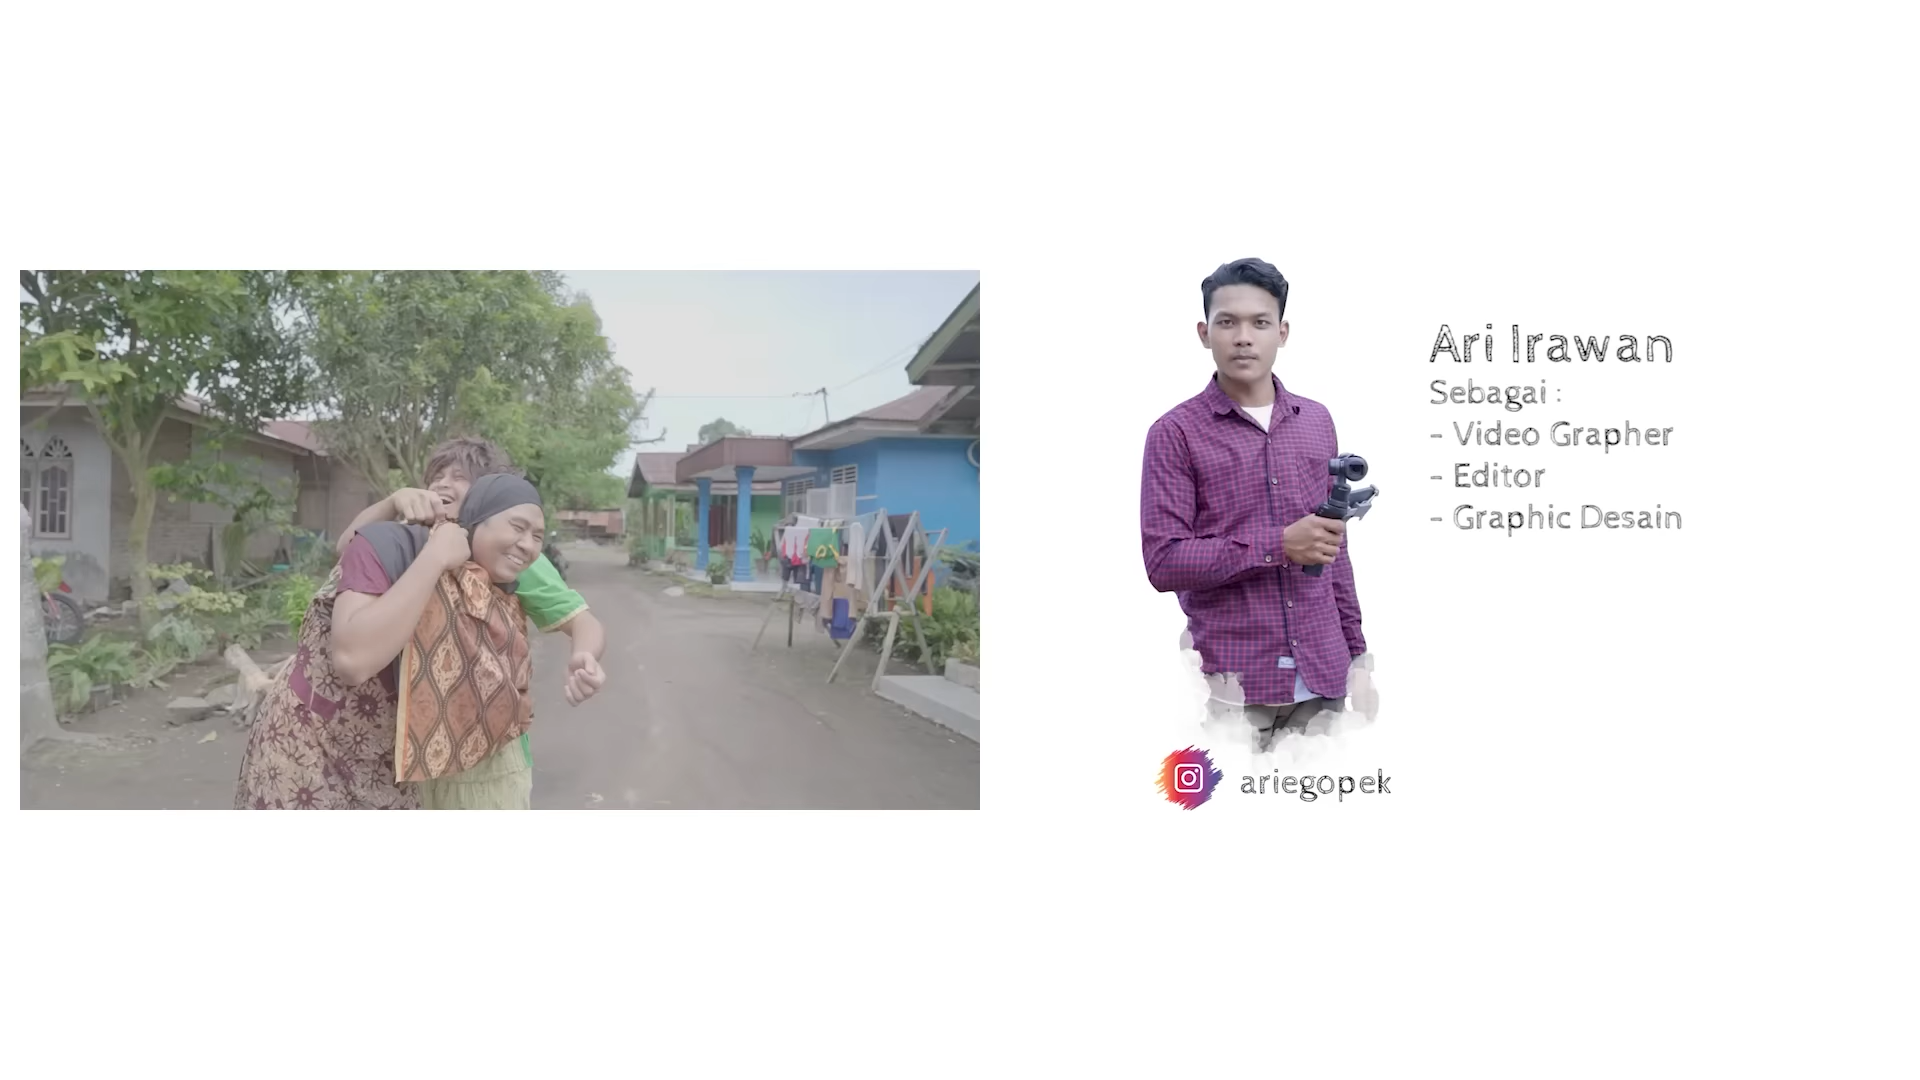 Ari Irawan
Sebagai :
- Video Grapher
- Editor
- Graphic Desain
ariegopek